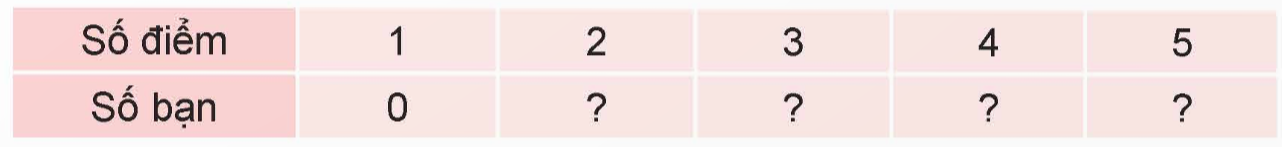 Số điểm 1 2 3 4 5
Số bạn 0 ? ? ? ?